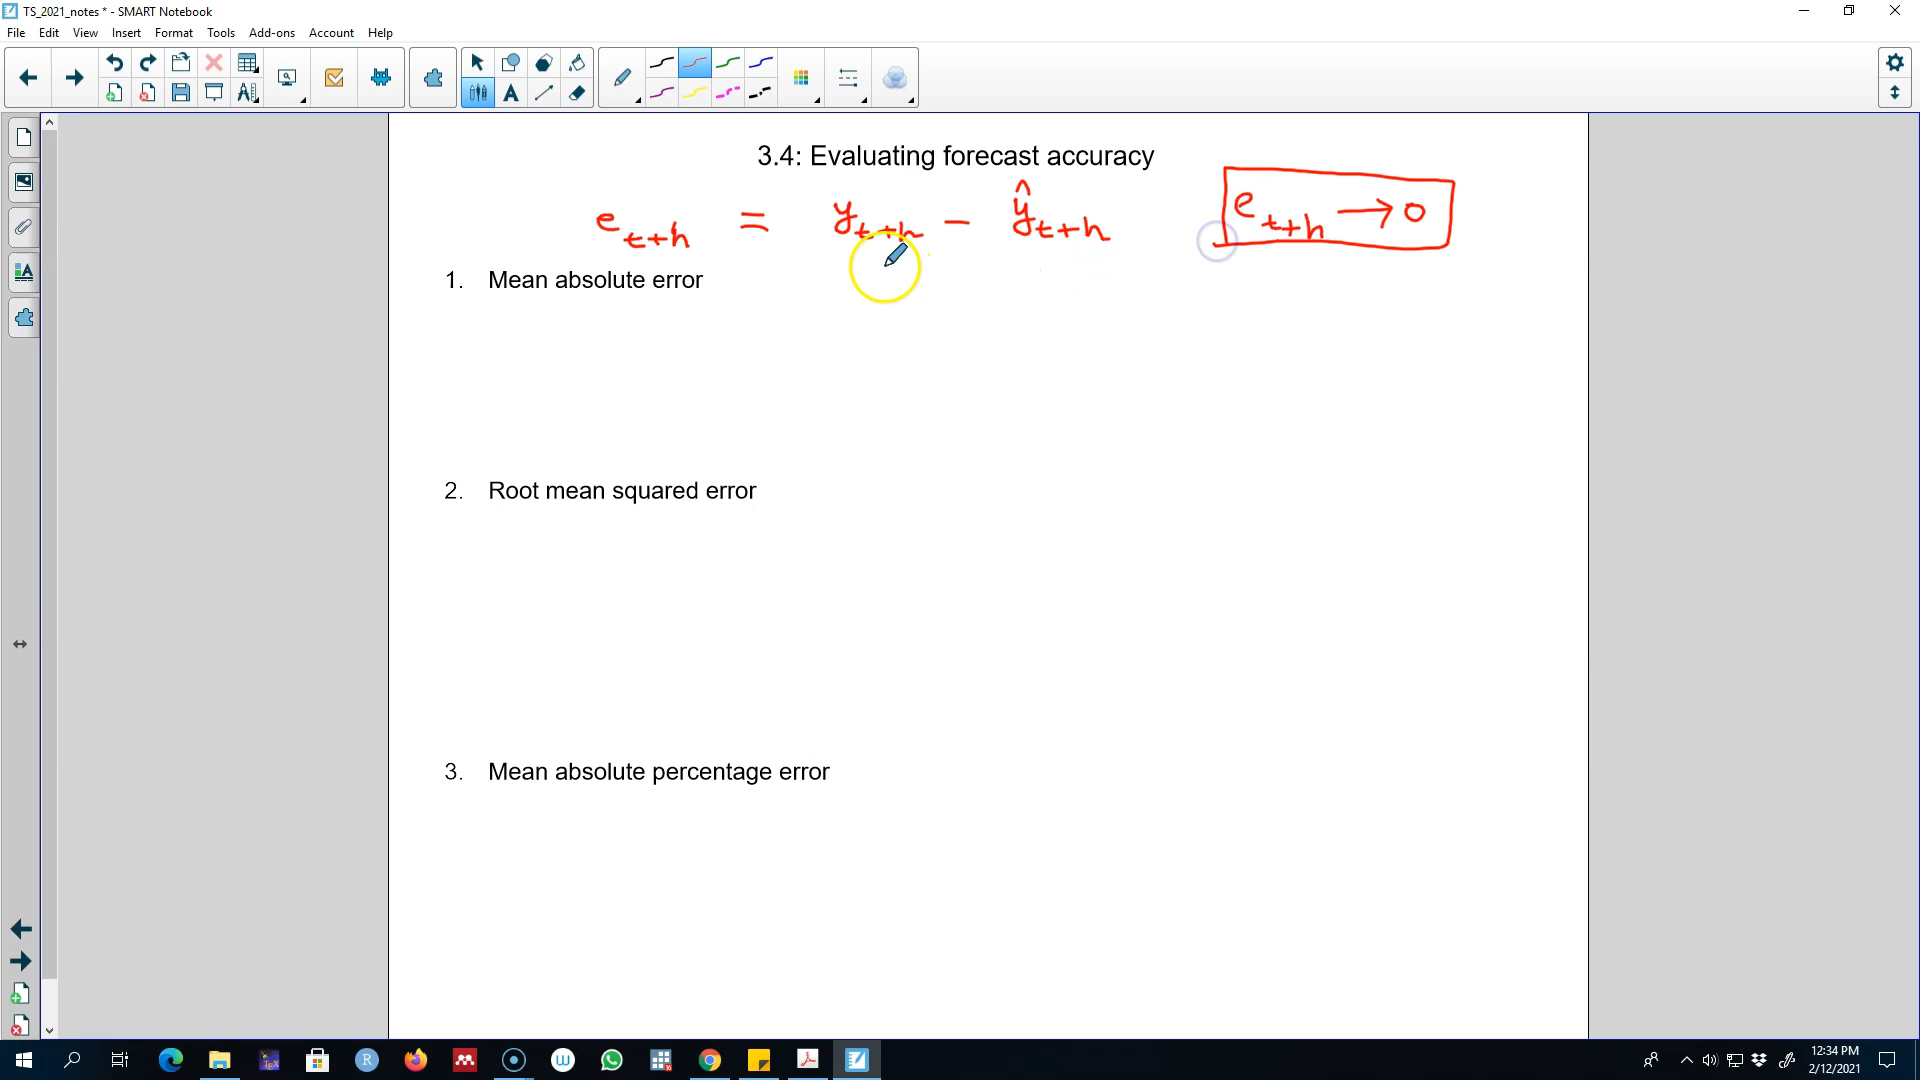 TS_2021_notes * - SMART Notebook
File Edit View Insert Format Tools Add-ons Account Help
3.4: Evaluating forecast accuracy
e_{t+h} = y_{t+h} - ŷ_{t+h}
e_{t+h} → 0
1. Mean absolute error
2. Root mean squared error
3. Mean absolute percentage error
12:34 PM
2/12/2021